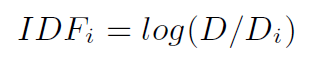 IDF_i = log(D/D_i)